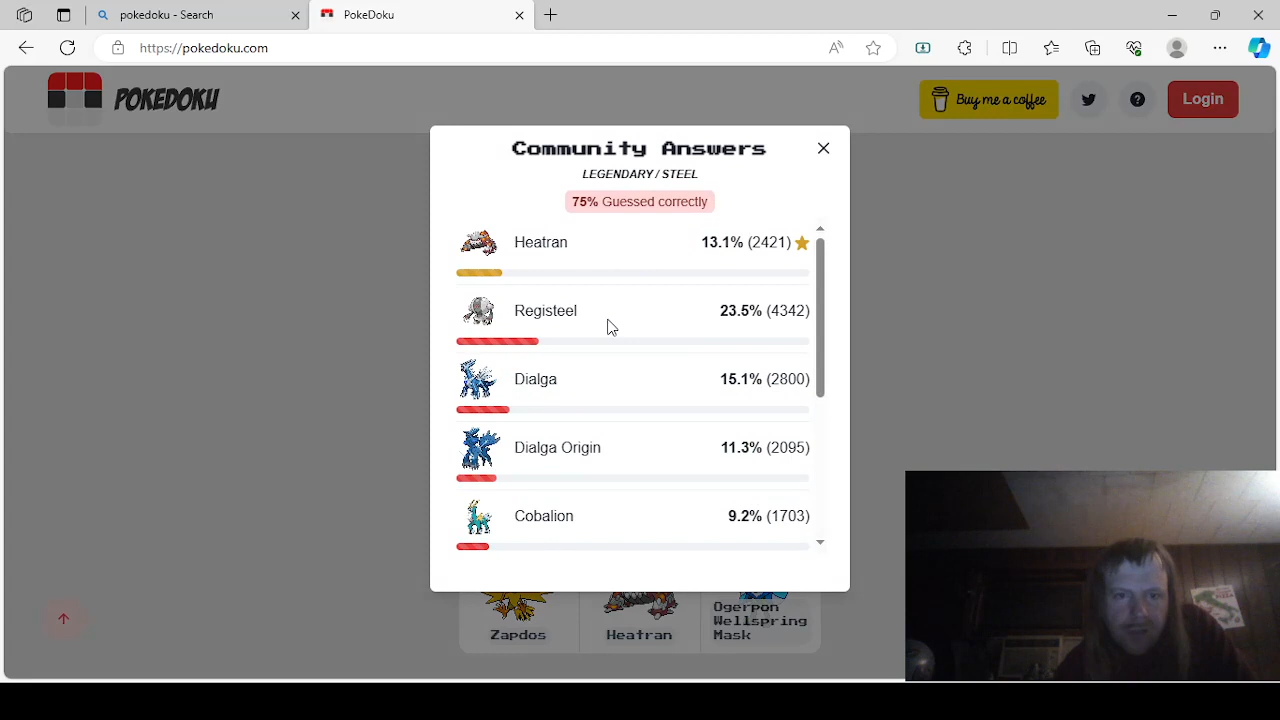 pokedoku - Search
PokeDoku
https://pokedoku.com
POKEDOKU
Buy me a coffee
Login
Community Answers
LEGENDARY / STEEL
75% Guessed correctly
Heatran 13.1% (2421)
Registeel 23.5% (4342)
Dialga 15.1% (2800)
Dialga Origin 11.3% (2095)
Cobalion 9.2% (1703)
Zapdos
Heatran
Ogerpon
Wellspring
Mask